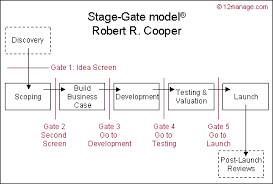 © 12manage.com
Stage-Gate model®
Robert R. Cooper
Discovery
Gate 1: Idea Screen
Scoping
Build
Business
Case
Development
Testing &
Valuation
Launch
Gate 2
Second
Screen
Gate 3
Go to
Development
Gate 4
Go to
Testing
Gate 5
Go to
Launch
Post-Launch
Reviews